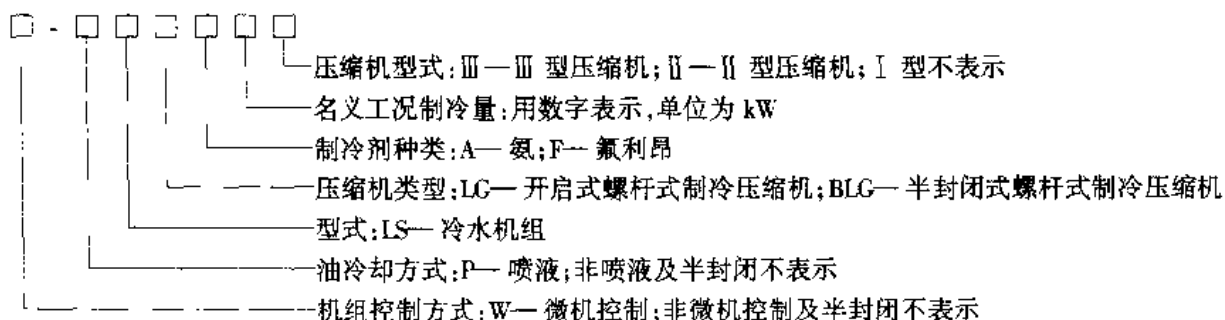 □-□□□□□□
压缩机型式:Ⅲ—Ⅲ 型压缩机;Ⅱ—Ⅱ 型压缩机;Ⅰ 型不表示
名义工况制冷量:用数字表示,单位为 kW
制冷剂种类:A—氨;F—氟利昂
压缩机类型:LG—开启式螺杆式制冷压缩机;BLG—半封闭式螺杆式制冷压缩机
型式:LS—冷水机组
油冷却方式:P—喷液;非喷液及半封闭不表示
机组控制方式:W—微机控制;非微机控制及半封闭不表示